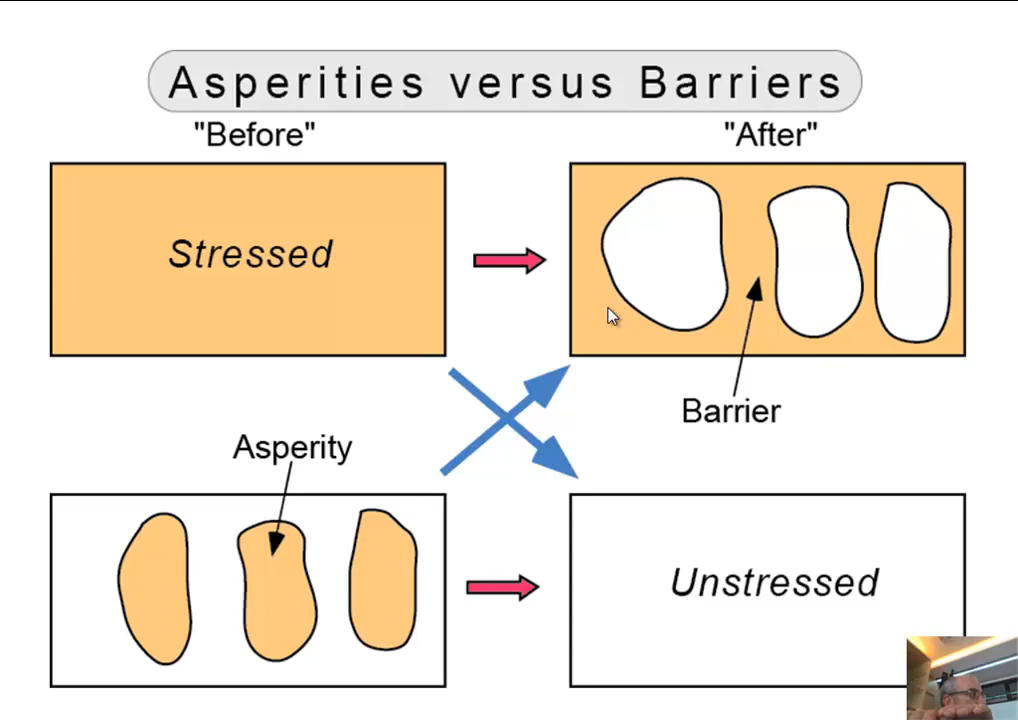 Asperities versus Barriers
"Before"
"After"
Stressed
Barrier
Asperity
Unstressed